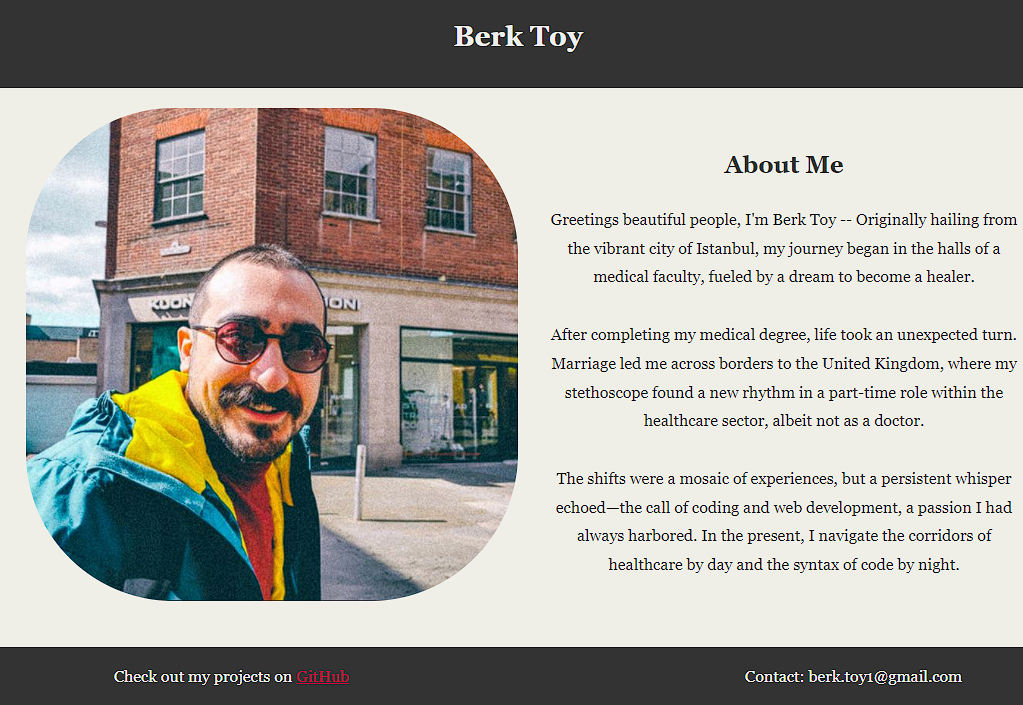 Berk Toy
KUONI
ONI
About Me
Greetings beautiful people, I'm Berk Toy -- Originally hailing from
the vibrant city of Istanbul, my journey began in the halls of a
medical faculty, fueled by a dream to become a healer.
After completing my medical degree, life took an unexpected turn.
Marriage led me across borders to the United Kingdom, where my
stethoscope found a new rhythm in a part-time role within the
healthcare sector, albeit not as a doctor.
The shifts were a mosaic of experiences, but a persistent whisper
echoed—the call of coding and web development, a passion I had
always harbored. In the present, I navigate the corridors of
healthcare by day and the syntax of code by night.
Check out my projects on GitHub
Contact: berk.toy1@gmail.com